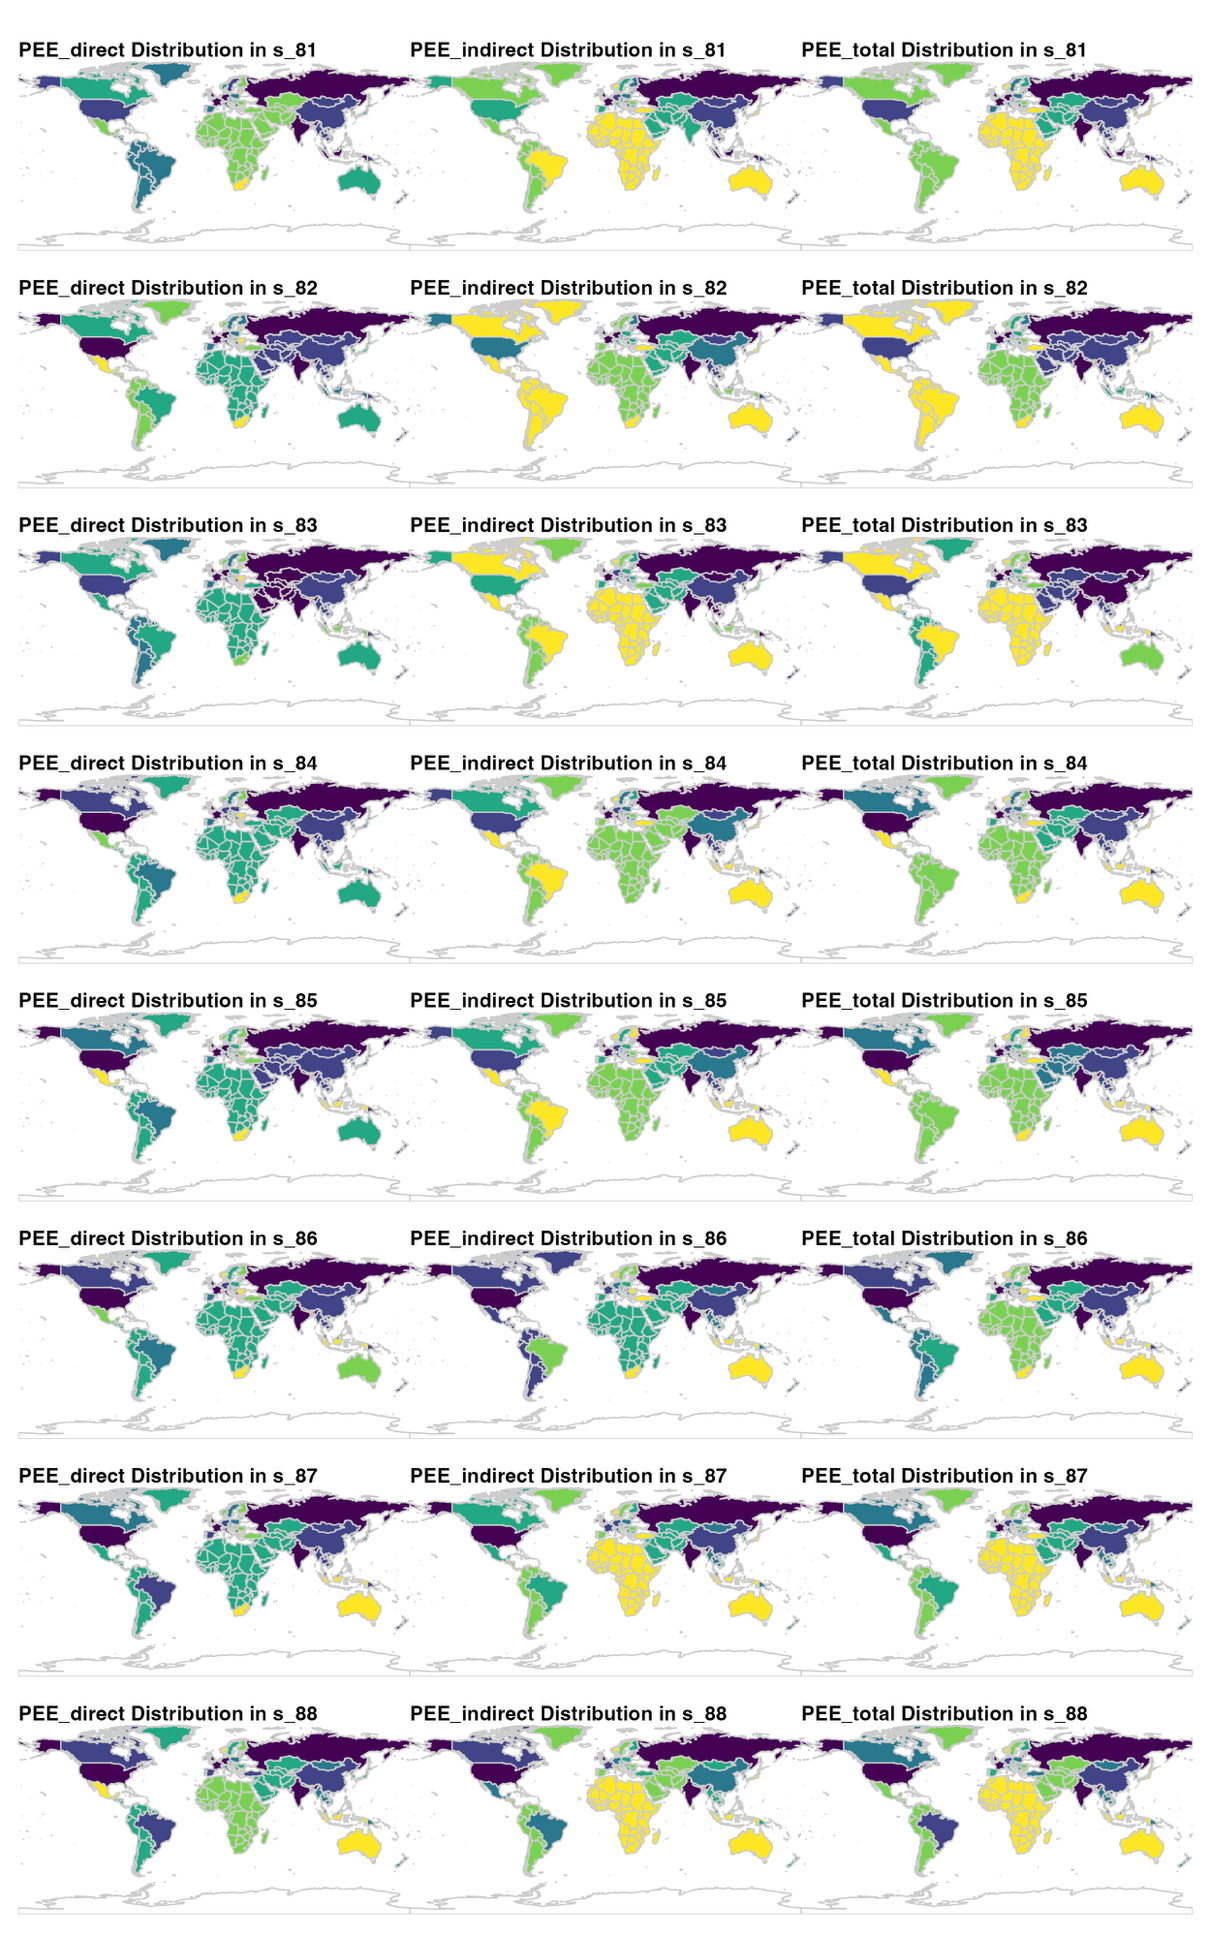 PEE_direct Distribution in s_81 PEE_indirect Distribution in s_81 PEE_total Distribution in s_81
PEE_direct Distribution in s_82 PEE_indirect Distribution in s_82 PEE_total Distribution in s_82
PEE_direct Distribution in s_83 PEE_indirect Distribution in s_83 PEE_total Distribution in s_83
PEE_direct Distribution in s_84 PEE_indirect Distribution in s_84 PEE_total Distribution in s_84
PEE_direct Distribution in s_85 PEE_indirect Distribution in s_85 PEE_total Distribution in s_85
PEE_direct Distribution in s_86 PEE_indirect Distribution in s_86 PEE_total Distribution in s_86
PEE_direct Distribution in s_87 PEE_indirect Distribution in s_87 PEE_total Distribution in s_87
PEE_direct Distribution in s_88 PEE_indirect Distribution in s_88 PEE_total Distribution in s_88